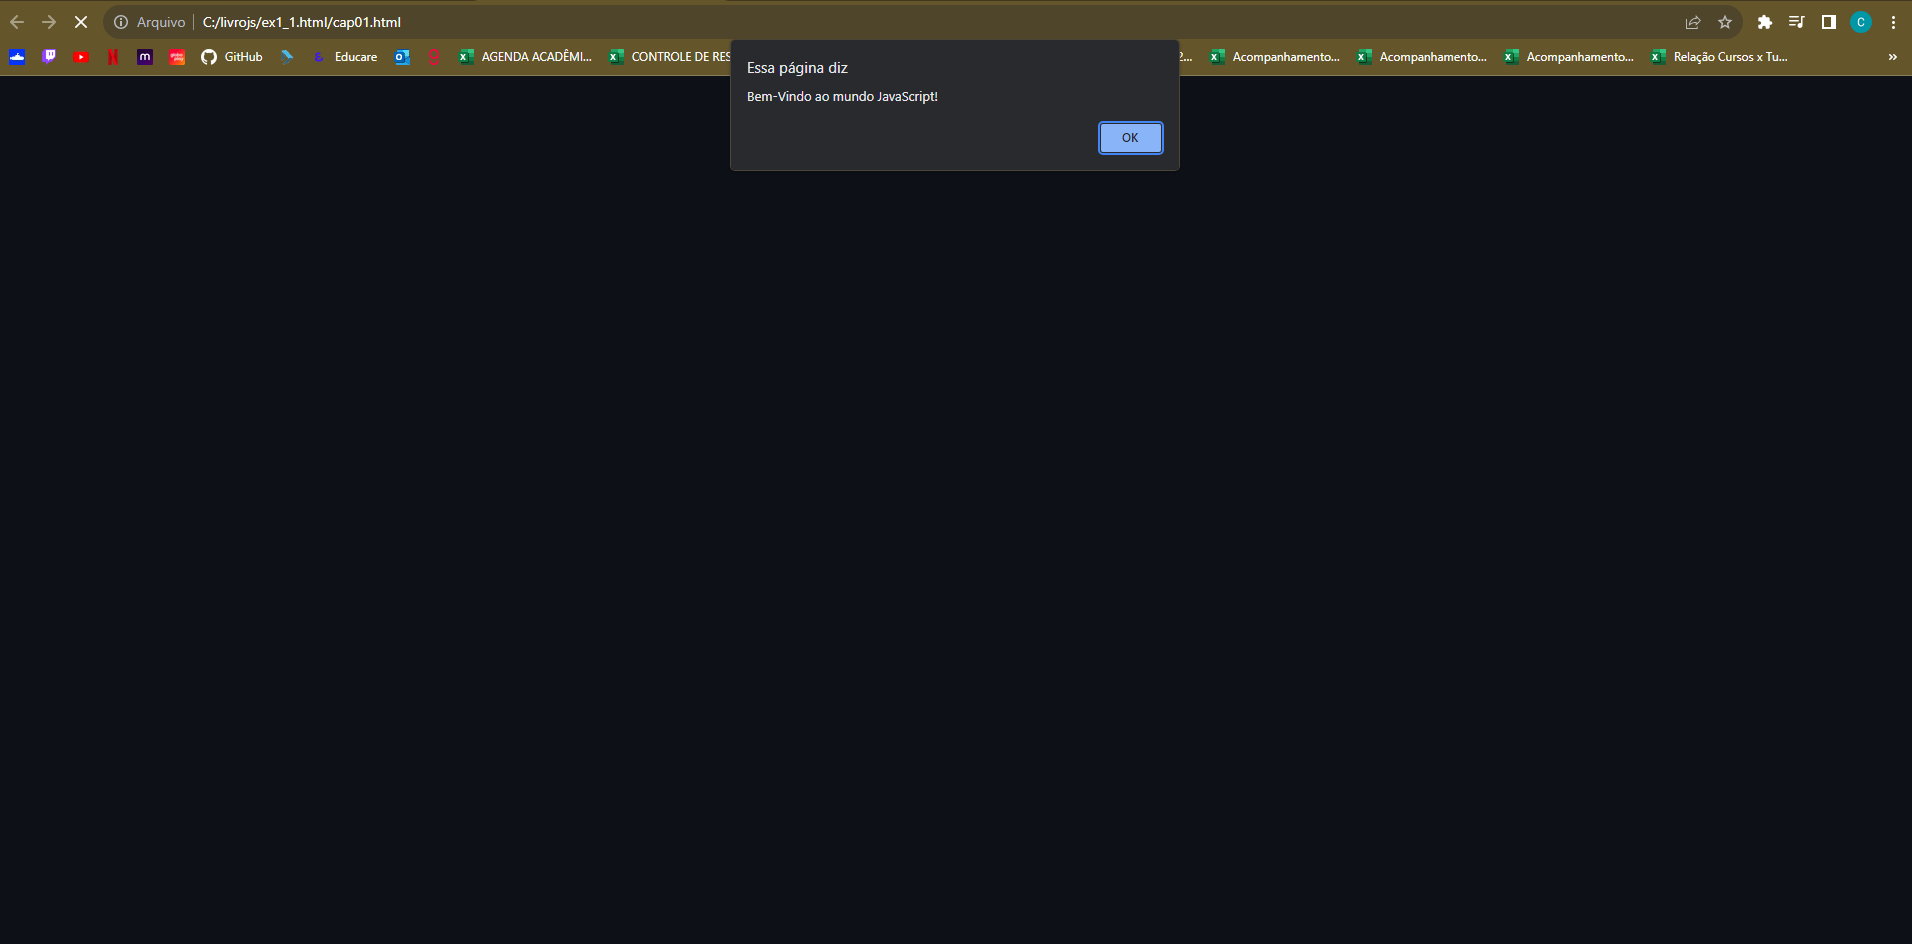 Arquivo C:/livrojs/ex1_1.html/cap01.html C
m GitHub Educare AGENDA ACADÊMI... CONTROLE DE RES 2... Acompanhamento... Acompanhamento... Acompanhamento... Relação Cursos x Tu... »
Essa página diz
Bem-Vindo ao mundo JavaScript!
OK